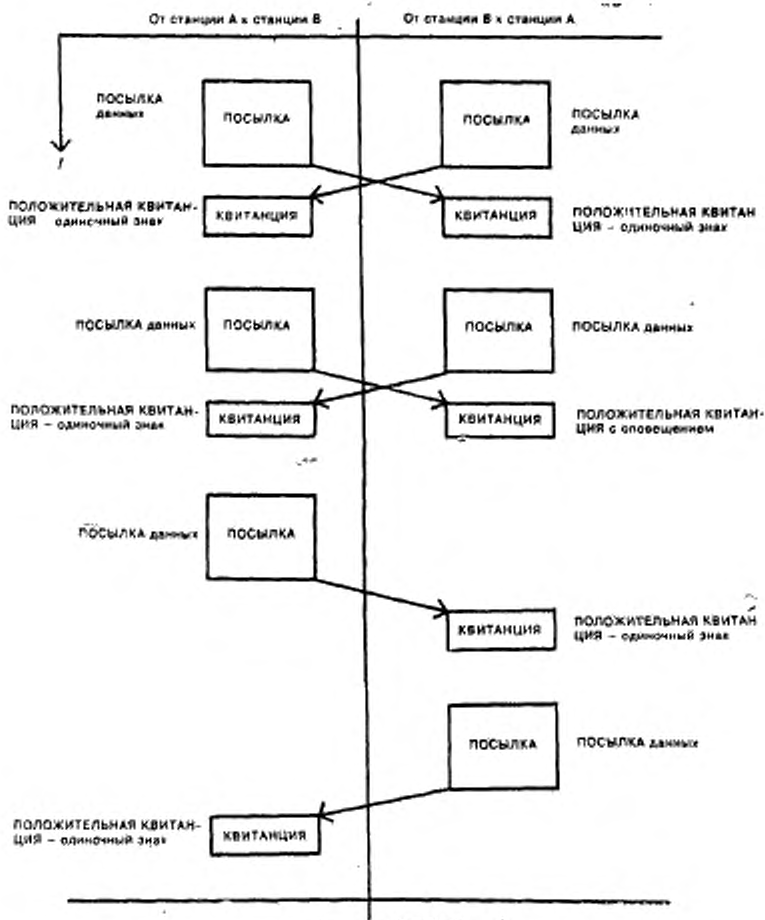 От станции А к станции В
От станции В к станции А
ПОСЫЛКА
данных
ПОСЫЛКА
ПОСЫЛКА
ПОСЫЛКА
данных
t
ПОЛОЖИТЕЛЬНАЯ КВИТАН-
ЦИЯ одиночный знак
КВИТАНЦИЯ
КВИТАНЦИЯ
ПОЛОЖИТЕЛЬНАЯ КВИТАН
ЦИЯ – одиночный знак
ПОСЫЛКА данных
ПОСЫЛКА
ПОСЫЛКА
ПОСЫЛКА данных
ПОЛОЖИТЕЛЬНАЯ КВИТАН-
ЦИЯ – одиночный знак
КВИТАНЦИЯ
КВИТАНЦИЯ
ПОЛОЖИТЕЛЬНАЯ КВИТАН-
ЦИЯ с оповещением
ПОСЫЛКА данных
ПОСЫЛКА
КВИТАНЦИЯ
ПОЛОЖИТЕЛЬНАЯ КВИТАН
ЦИЯ – одиночный знак
ПОСЫЛКА
ПОСЫЛКА данных
ПОЛОЖИТЕЛЬНАЯ КВИТАН-
ЦИЯ – одиночный знак
КВИТАНЦИЯ